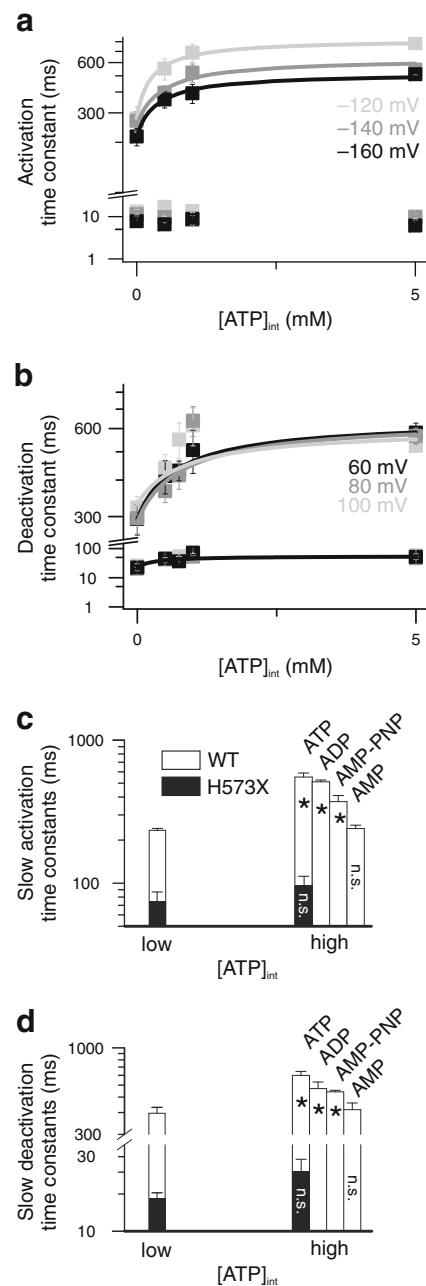 a
Activation
time constant (ms)
600
300
10
1
–120 mV
–140 mV
–160 mV
0
5
[ATP]int (mM)
b
Deactivation
time constant (ms)
600
300
100
10
1
60 mV
80 mV
100 mV
0
5
[ATP]int (mM)
c
Slow activation
time constants (ms)
1000
100
WT
H573X
ATP
ADP
AMP-PNP
AMP
*
*
*
n.s.
n.s.
low
high
[ATP]int
d
Slow deactivation
time constants (ms)
1000
300
30
10
ATP
ADP
AMP-PNP
AMP
*
*
*
n.s.
n.s.
low
high
[ATP]int